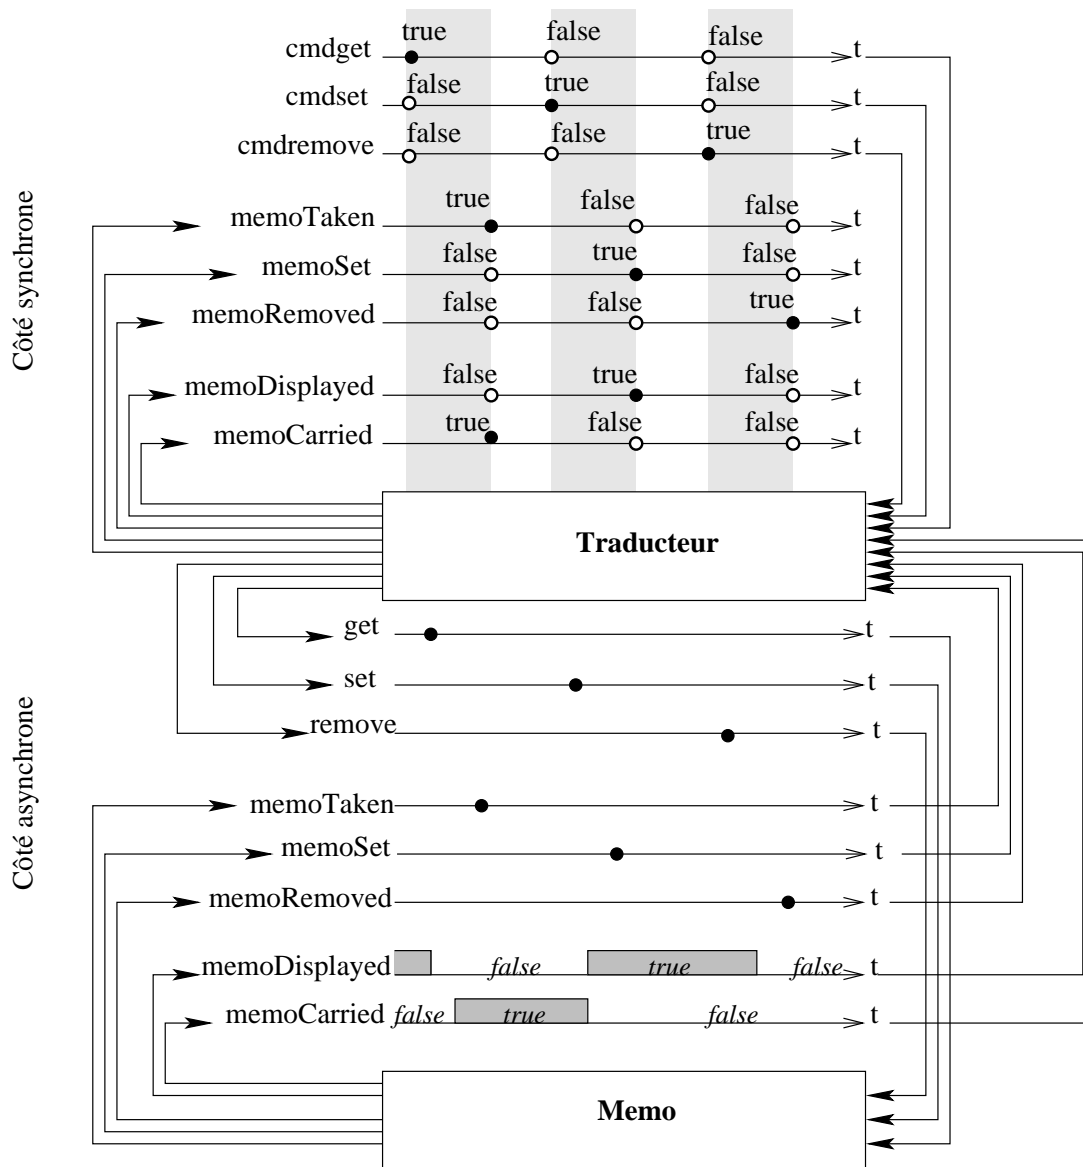 true false false
cmdget t
false true false
cmdset t
false false true
cmdremove t
Côté synchrone
true false false
memoTaken t
false true false
memoSet t
false false true
memoRemoved t
false true false
memoDisplayed t
true false false
memoCarried t
Traducteur
Côté asynchrone
get t
set t
remove t
memoTaken t
memoSet t
memoRemoved t
memoDisplayed false true false t
memoCarried false true false t
Memo